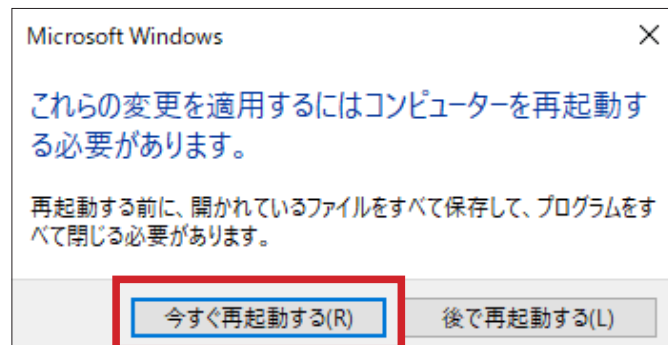 Microsoft Windows
これらの変更を適用するにはコンピューターを再起動す
る必要があります。
再起動する前に、開かれているファイルをすべて保存して、プログラムをす
べて閉じる必要があります。
今すぐ再起動する(R)
後で再起動する(L)